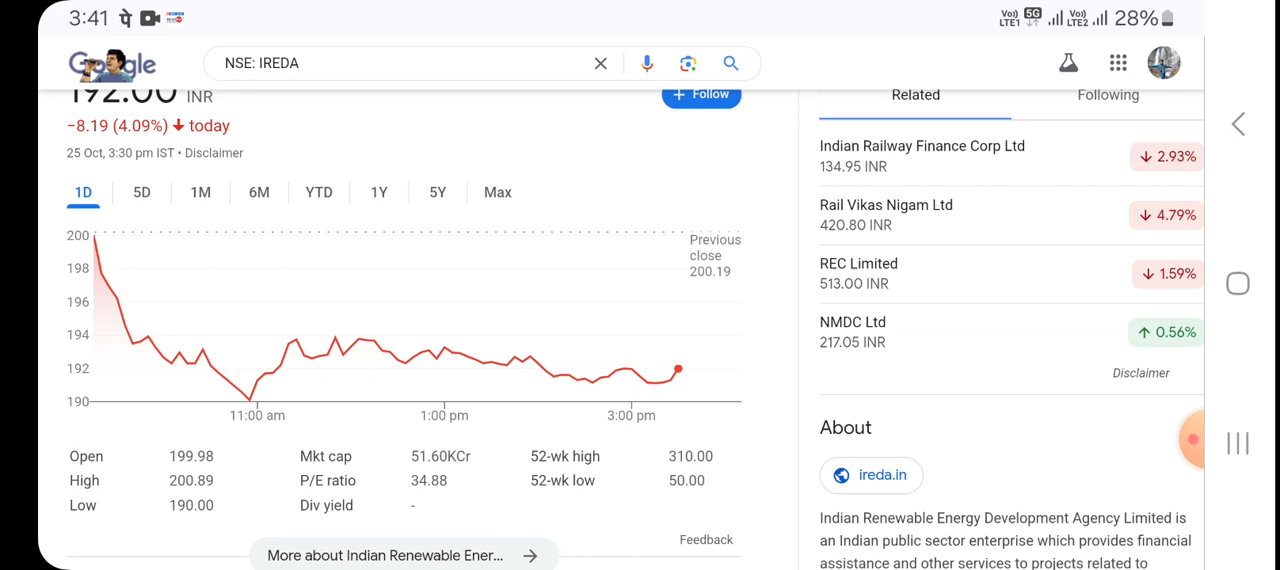 3:41
Vo) LTE1 5G Vo) LTE2 28%
Google
NSE: IREDA
192.00 INR
+ Follow
−8.19 (4.09%) today
25 Oct, 3:30 pm IST • Disclaimer
1D 5D 1M 6M YTD 1Y 5Y Max
200
198
196
194
192
190
Previous
close
200.19
11:00 am 1:00 pm 3:00 pm
Open 199.98 Mkt cap 51.60KCr 52-wk high 310.00
High 200.89 P/E ratio 34.88 52-wk low 50.00
Low 190.00 Div yield -
Feedback
More about Indian Renewable Ener...
Related Following
Indian Railway Finance Corp Ltd
134.95 INR
2.93%
Rail Vikas Nigam Ltd
420.80 INR
4.79%
REC Limited
513.00 INR
1.59%
NMDC Ltd
217.05 INR
0.56%
Disclaimer
About
ireda.in
Indian Renewable Energy Development Agency Limited is
an Indian public sector enterprise which provides financial
assistance and other services to projects related to